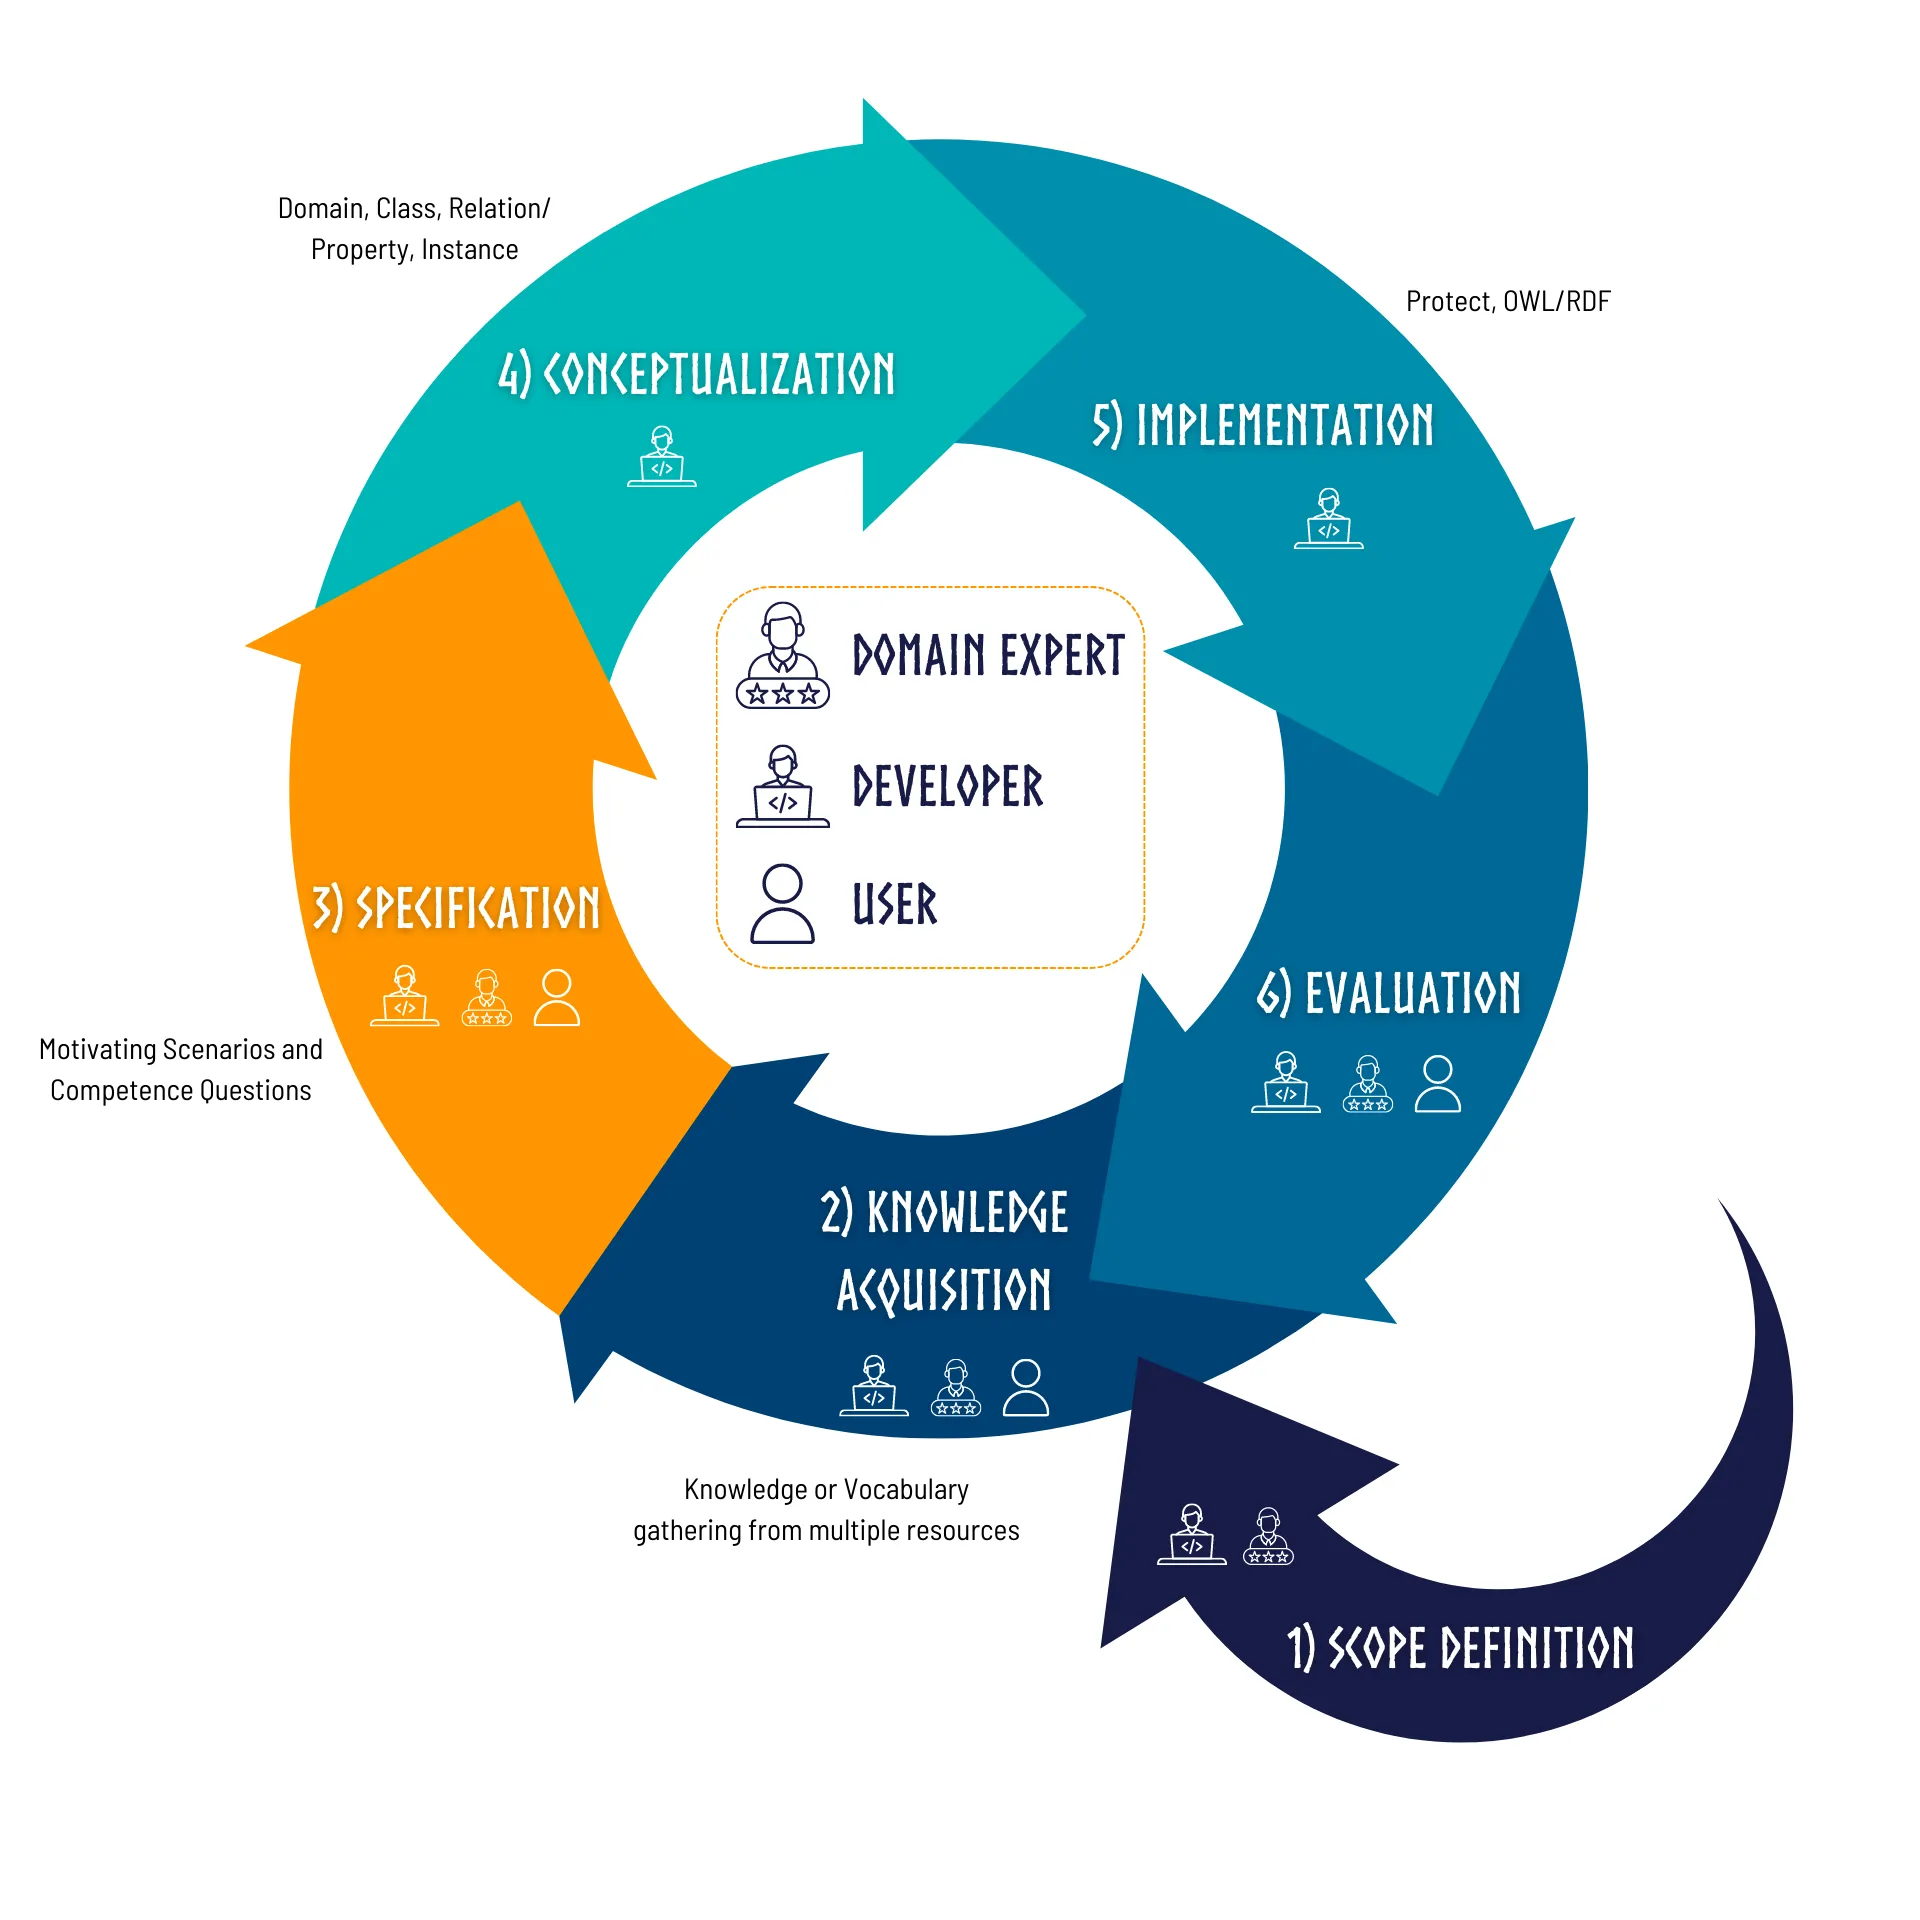 Domain, Class, Relation/
Property, Instance
Protect, OWL/RDF
4) CONCEPTUALIZATION
5) IMPLEMENTATION
DOMAIN EXPERT
DEVELOPER
USER
3) SPECIFICATION
Motivating Scenarios and
Competence Questions
6) EVALUATION
2) KNOWLEDGE
ACQUISITION
Knowledge or Vocabulary
gathering from multiple resources
1) SCOPE DEFINITION